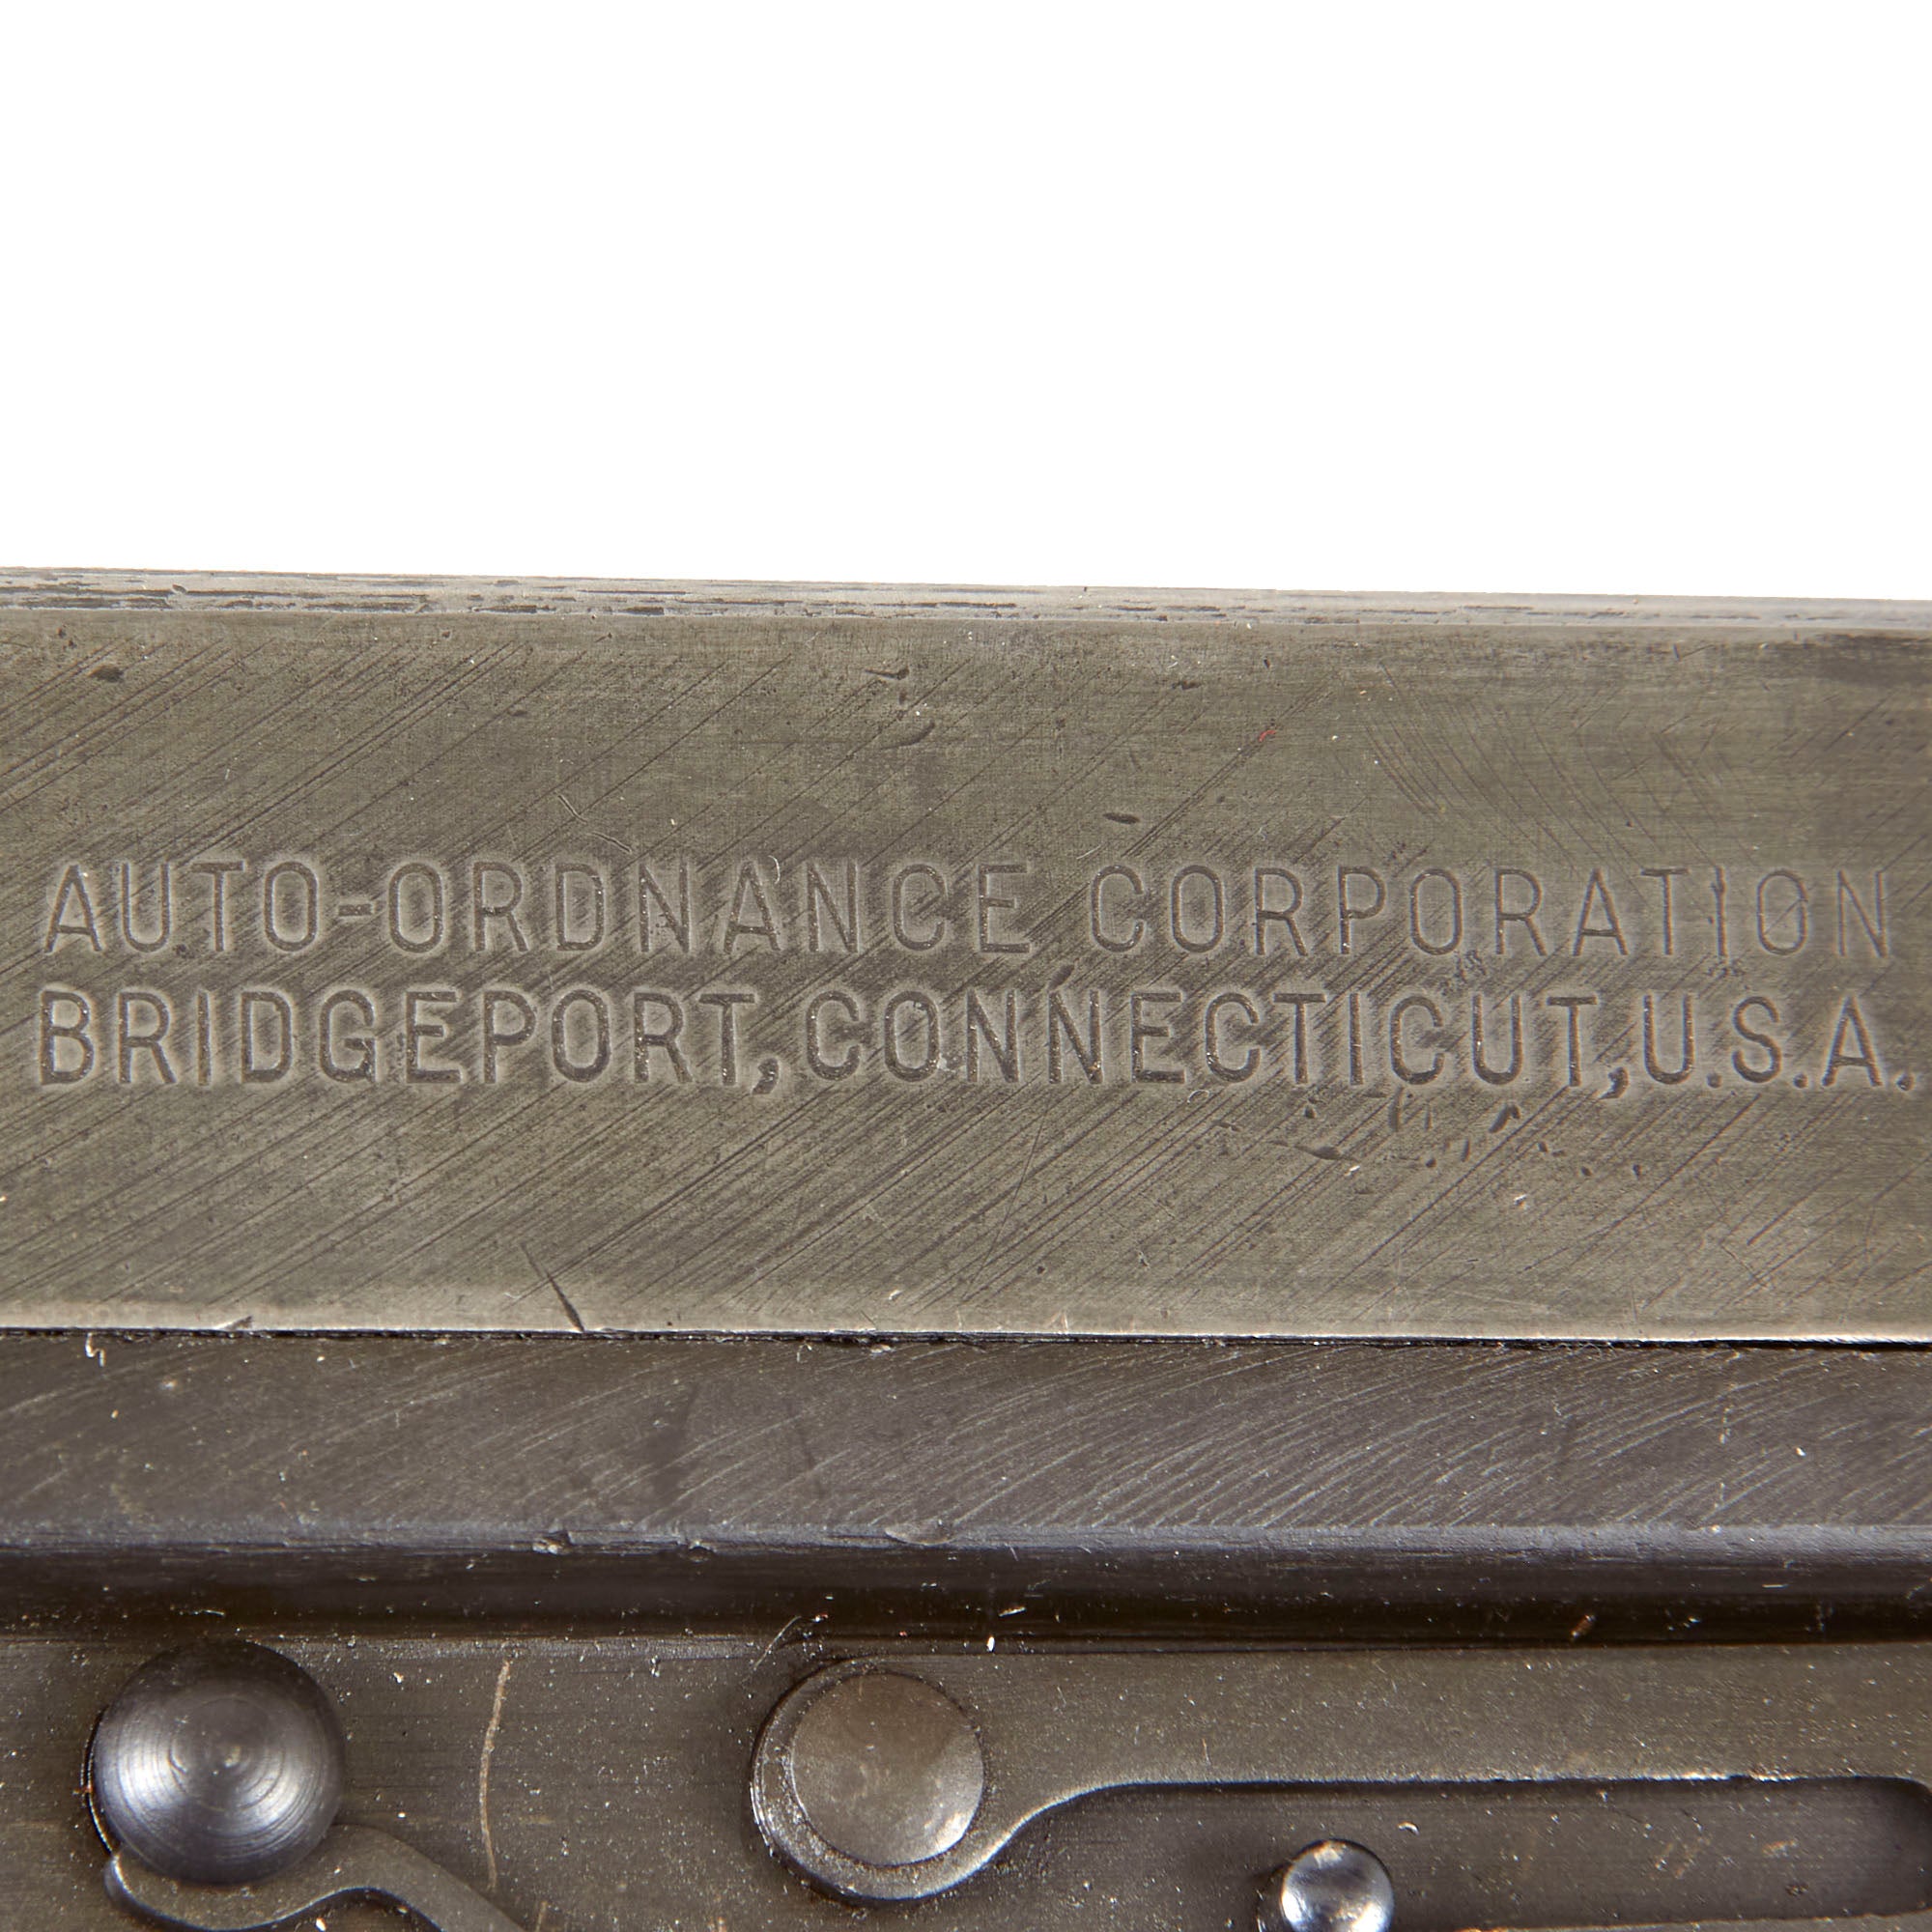 AUTO-ORDNANCE CORPORATION
BRIDGEPORT, CONNECTICUT, U.S.A.